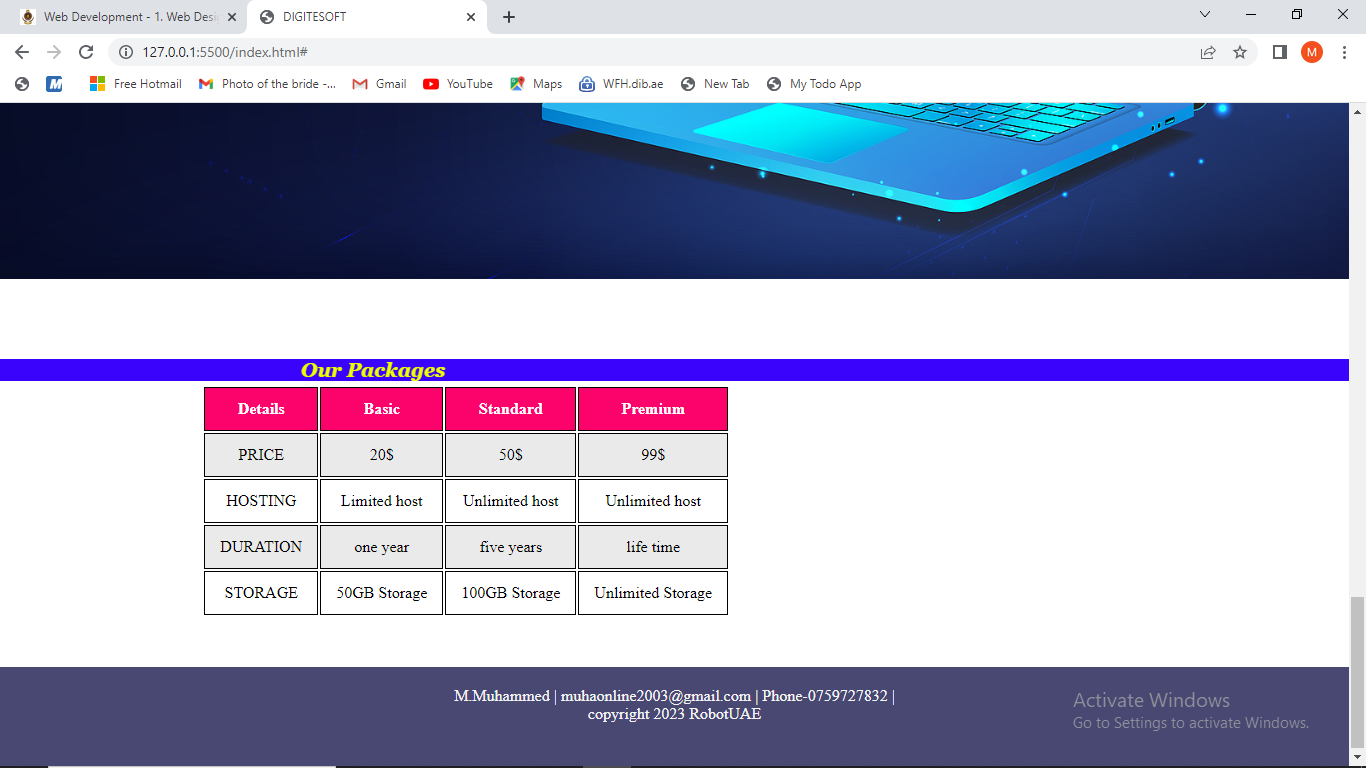 Web Development - 1. Web Desi
DIGITESOFT
127.0.0.1:5500/index.html#
M
M
Free Hotmail
Photo of the bride -...
Gmail
YouTube
Maps
WFH.dib.ae
New Tab
My Todo App
Our Packages
Details Basic Standard Premium
PRICE 20$ 50$ 99$
HOSTING Limited host Unlimited host Unlimited host
DURATION one year five years life time
STORAGE 50GB Storage 100GB Storage Unlimited Storage
M.Muhammed | muhaonline2003@gmail.com | Phone-0759727832 |
copyright 2023 RobotUAE
Activate Windows
Go to Settings to activate Windows.